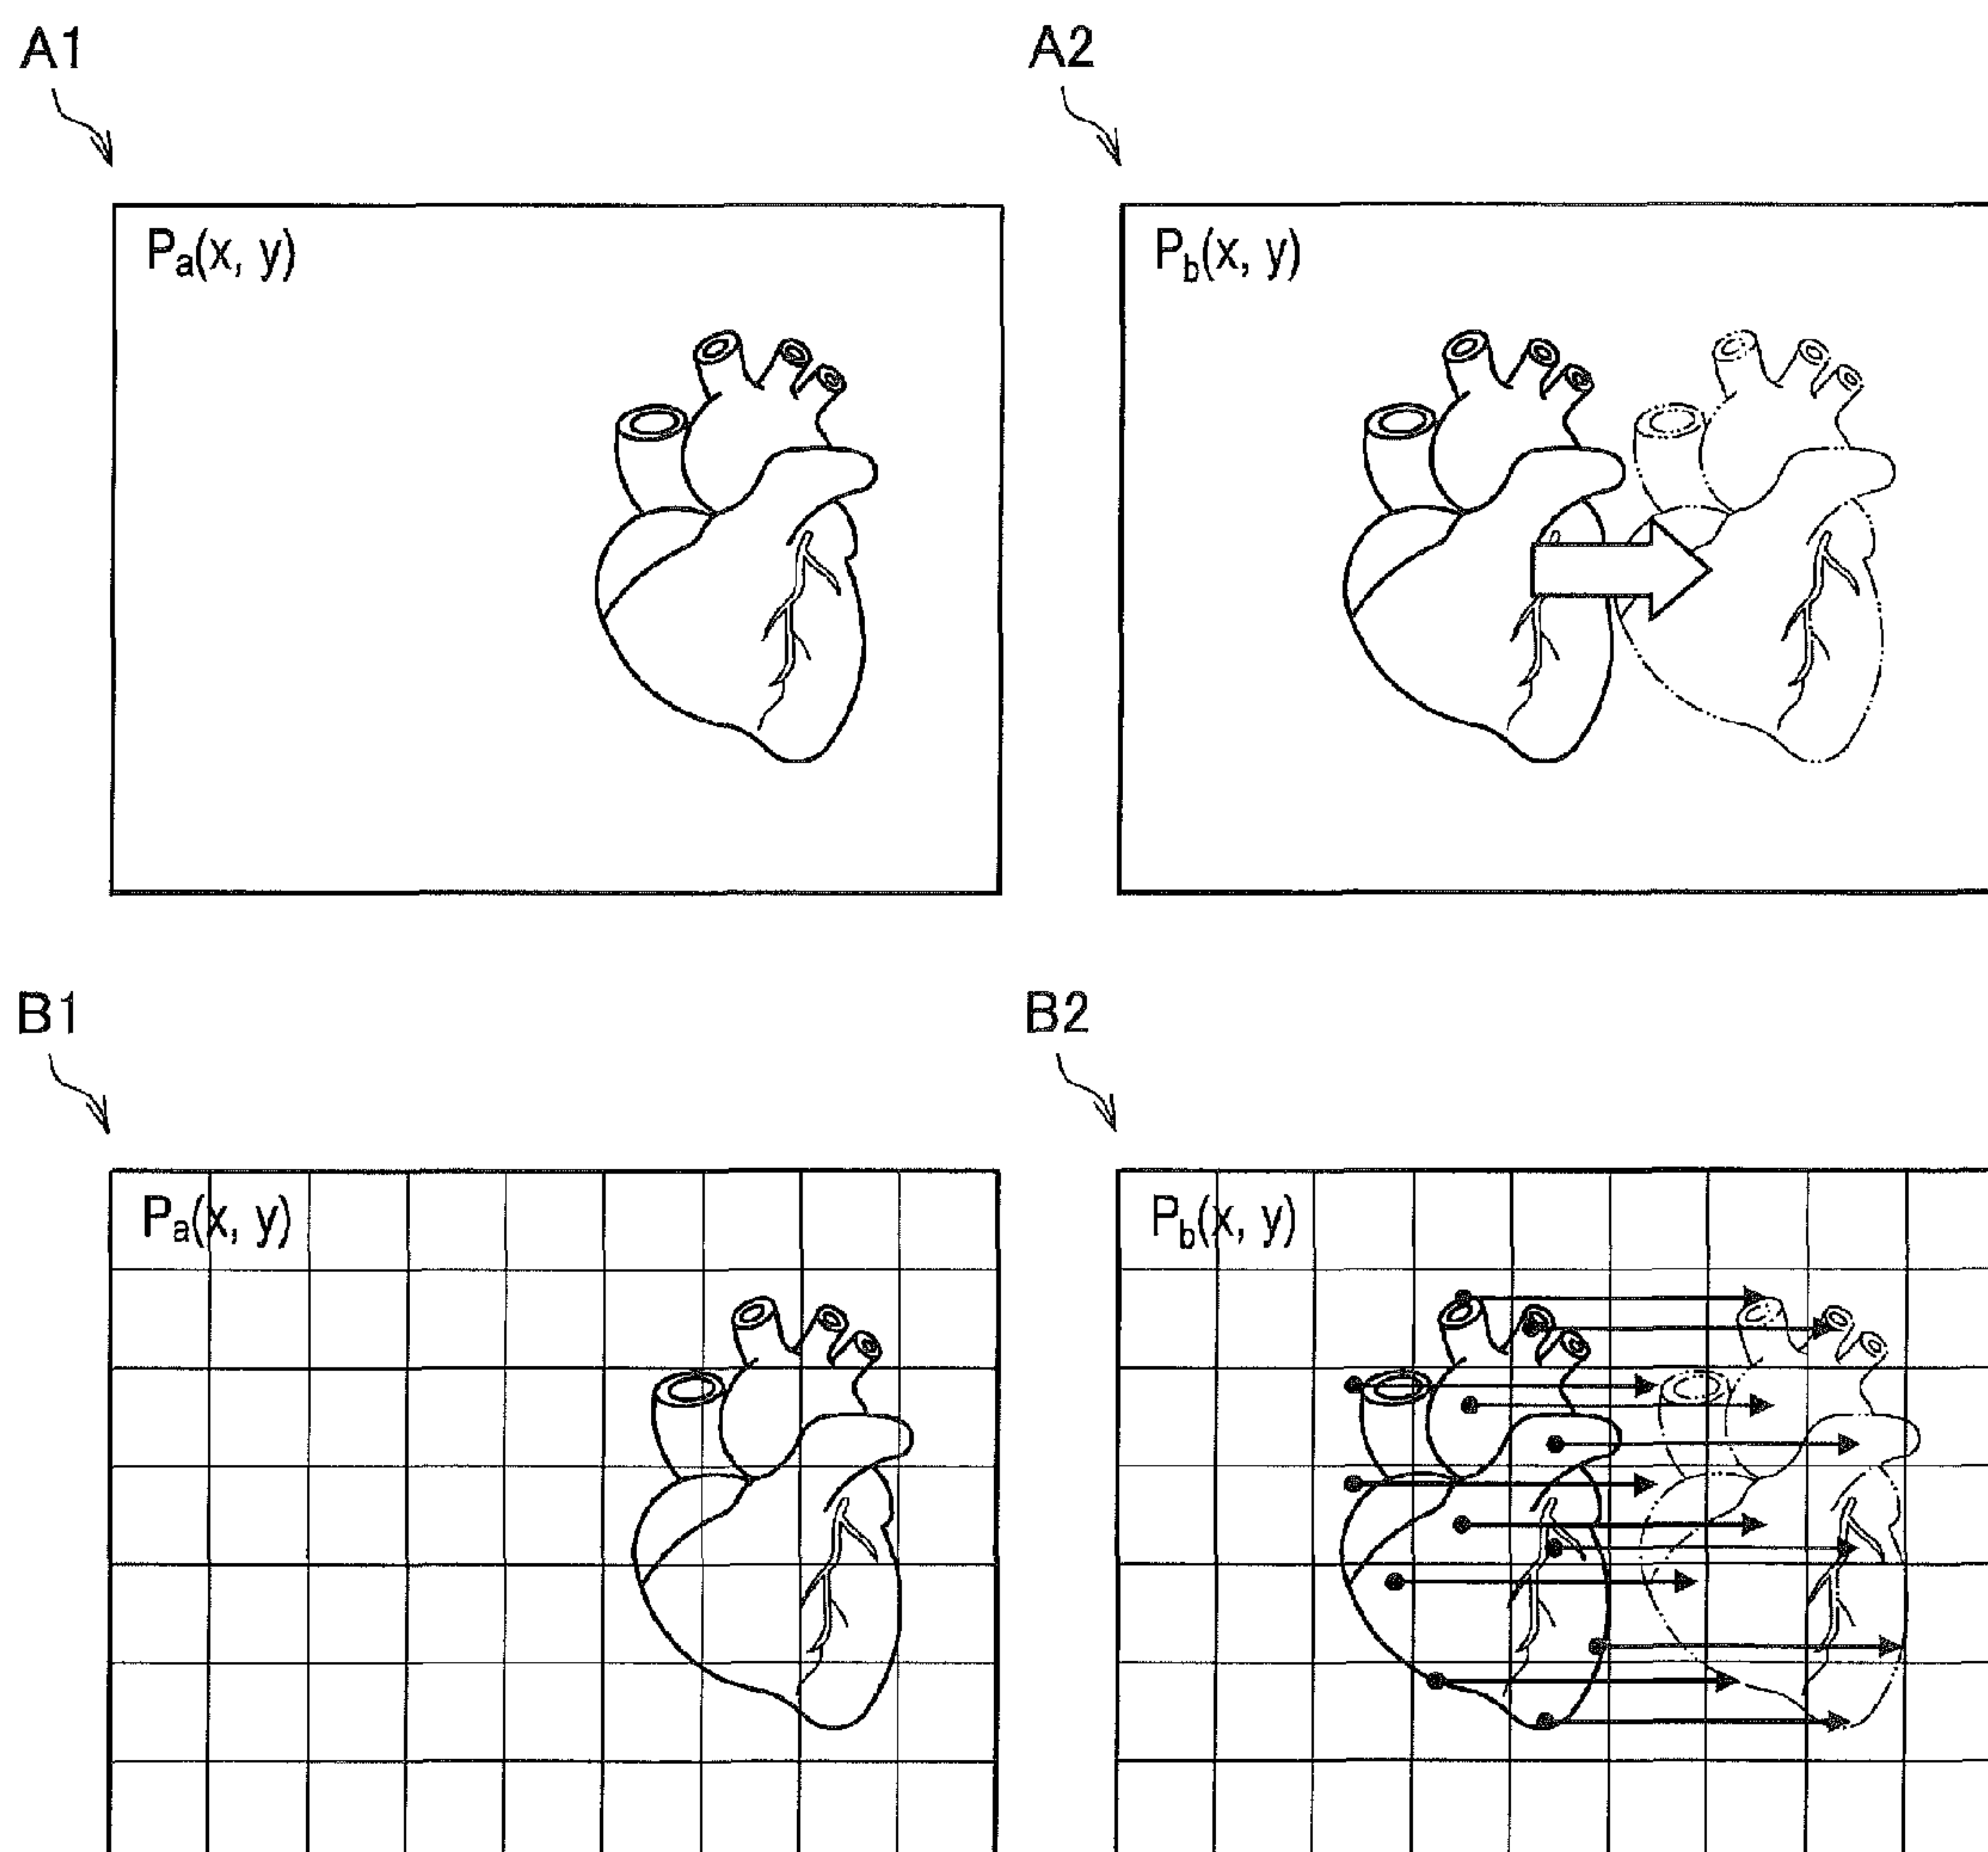 A1
A2
Pa(x, y)
Pb(x, y)
B1
B2
Pa(x, y)
Pb(x, y)